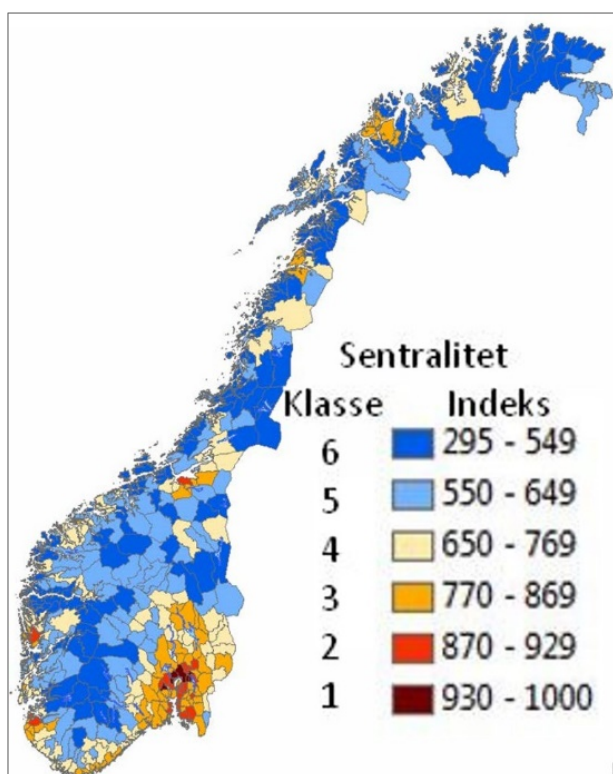 Sentralitet
Klasse Indeks
6 295 - 549
5 550 - 649
4 650 - 769
3 770 - 869
2 870 - 929
1 930 - 1000